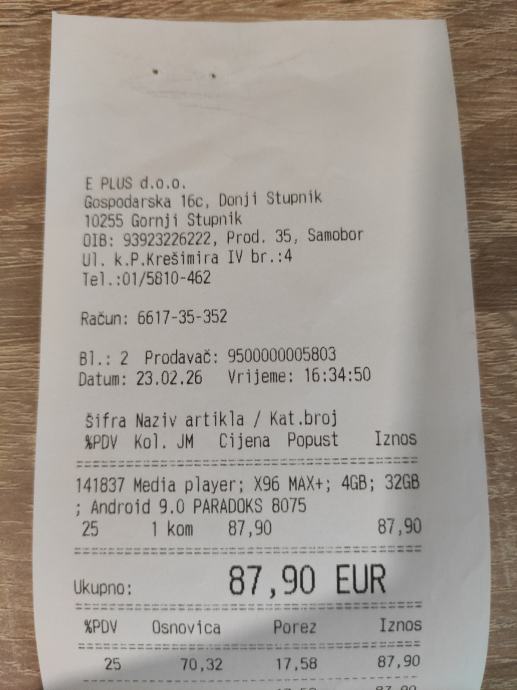 E PLUS d.o.o.
Gospodarska 16c, Donji Stupnik
10255 Gornji Stupnik
OIB: 93923226222, Prod. 35, Samobor
Ul. k.P.Krešimira IV br.:4
Tel.:01/5810-462
Račun: 6617-35-352
Bl.: 2 Prodavač: 9500000005803
Datum: 23.02.26 Vrijeme: 16:34:50
šifra Naziv artikla / Kat.broj
%PDV Kol. JM Cijena Popust Iznos
141837 Media player; X96 MAX+; 4GB; 32GB
; Android 9.0 PARADOKS 8075
25 1 kom 87,90 87,90
Ukupno: 87,90 EUR
%PDV Osnovica Porez Iznos
25 70,32 17,58 87,90